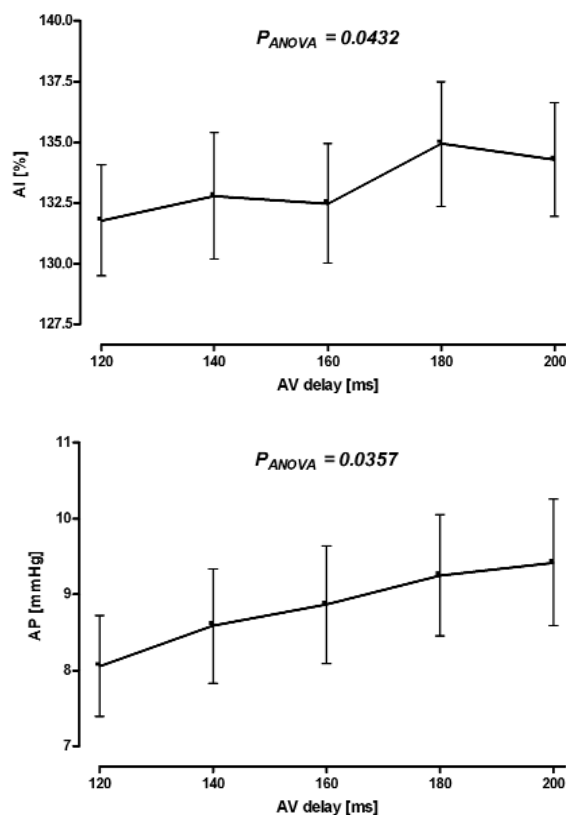 P_ANOVA = 0.0432
AI [%]
140.0
137.5
135.0
132.5
130.0
127.5
120 140 160 180 200
AV delay [ms]
P_ANOVA = 0.0357
AP [mmHg]
11
10
9
8
7
120 140 160 180 200
AV delay [ms]